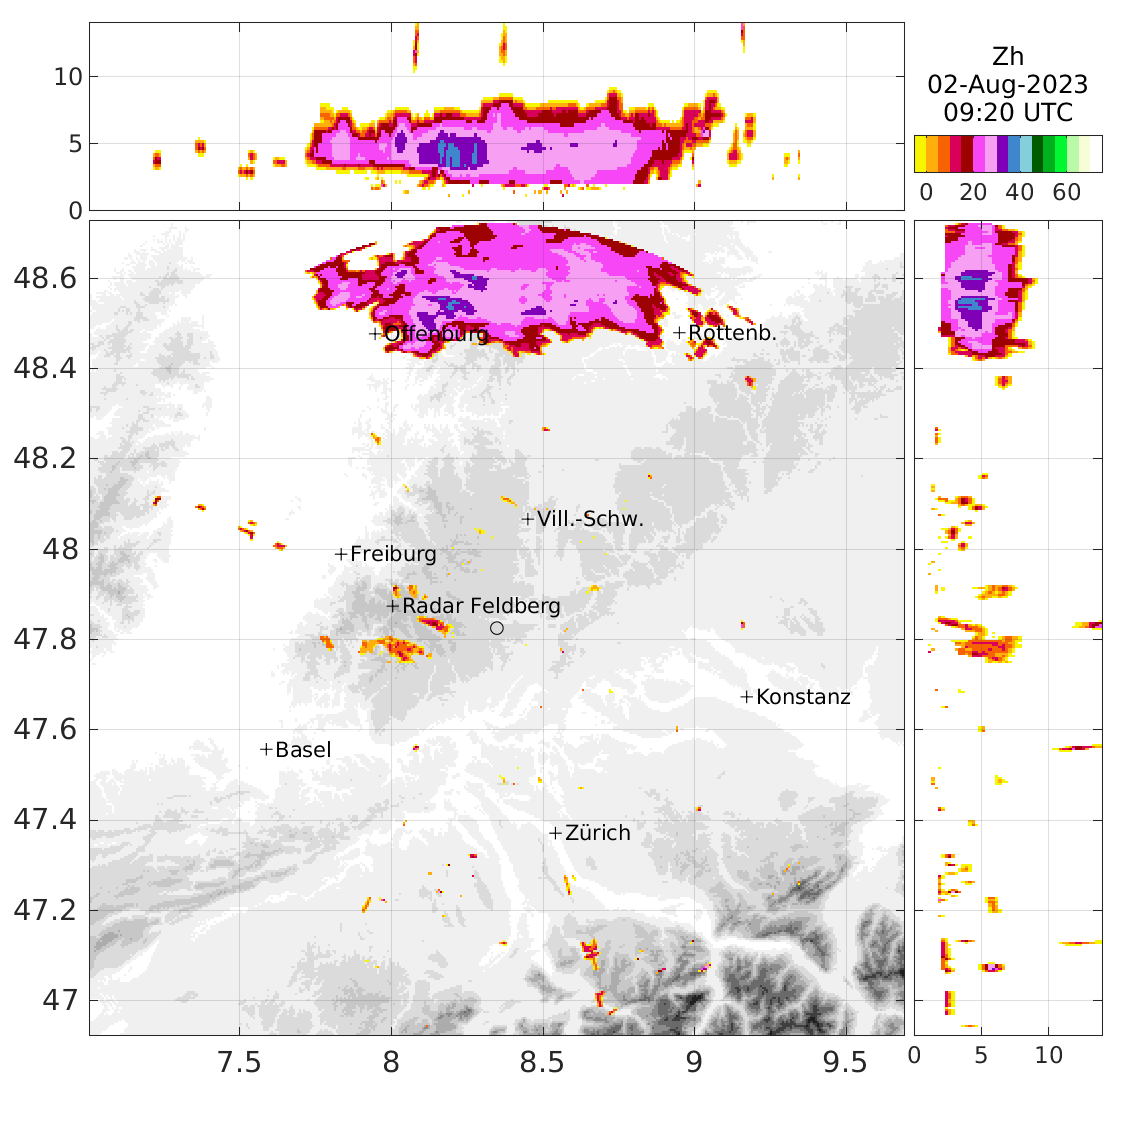 Zh
02-Aug-2023
09:20 UTC
0 20 40 60
10
5
0
48.6
48.4
48.2
48
47.8
47.6
47.4
47.2
47
Offenburg
Rottenb.
Vill.-Schw.
Freiburg
Radar Feldberg
Konstanz
Basel
Zürich
7.5 8 8.5 9 9.5
0 5 10